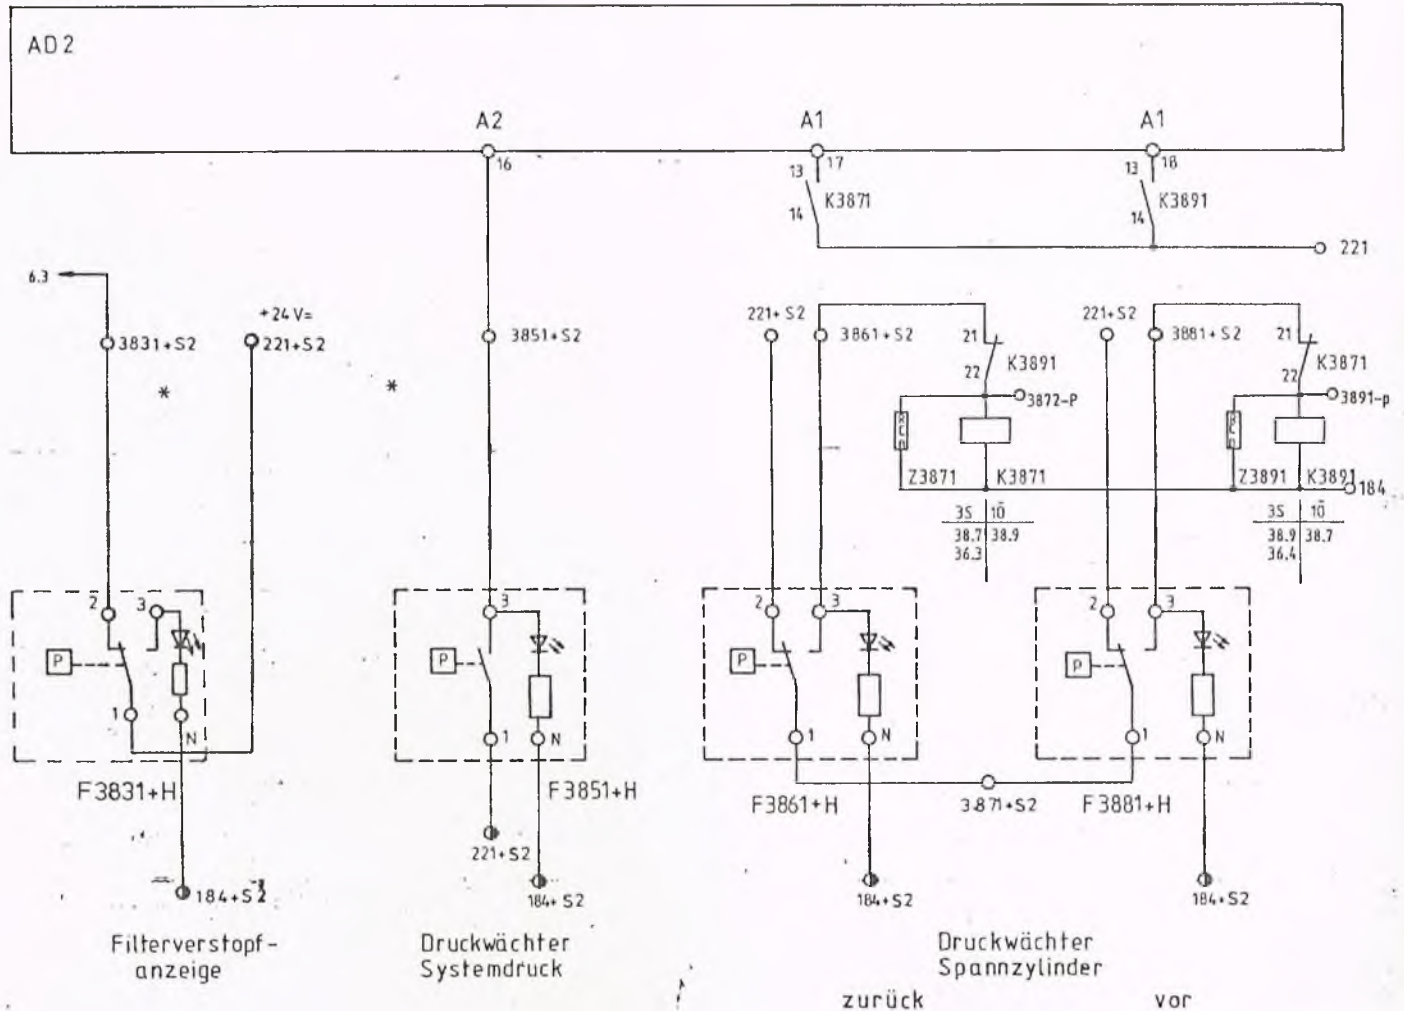 AD2
A2
A1
A1
16
17
18
13
K3871
14
13
K3891
14
221
6.3
+24V=
3831+S2
221+S2
*
*
3851+S2
221+S2
3861+S2
21
K3891
22
3872-P
Z3871
K3871
3S 1Ö
38.7 38.9
36.3
221+S2
3881+S2
21
K3871
22
3891-p
Z3891
K3891
184
3S 1Ö
38.9 38.7
36.4
2
3
P
1
N
F3831+H
184+S2
3
P
1
N
F3851+H
221+S2
184+S2
2
3
P
1
N
F3861+H
184+S2
3871+S2
2
3
P
1
N
F3881+H
184+S2
Filterverstopf-
anzeige
Druckwächter
Systemdruck
Druckwächter
Spannzylinder
zurück
vor